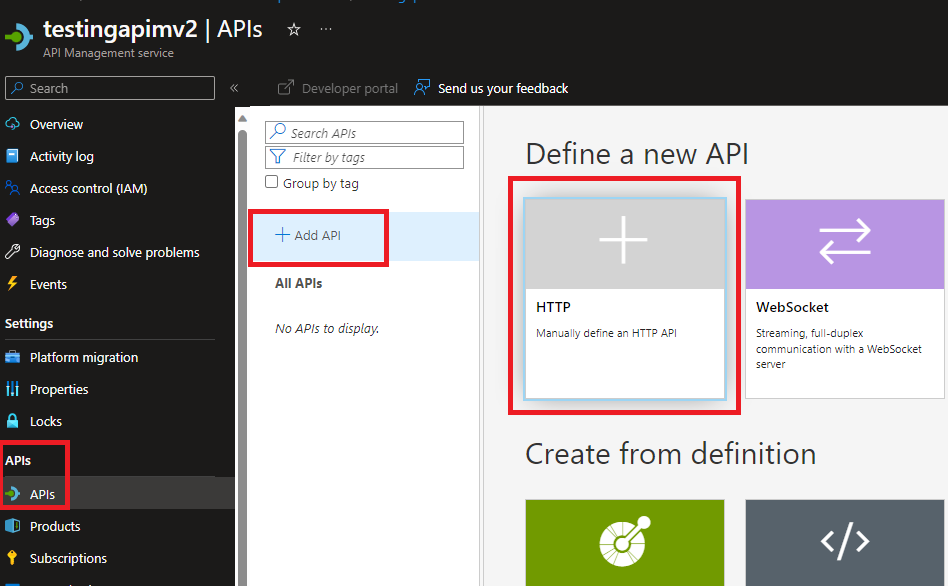 testingapimv2 | APIs
API Management service
Search
Developer portal
Send us your feedback
Overview
Activity log
Access control (IAM)
Tags
Diagnose and solve problems
Events
Settings
Platform migration
Properties
Locks
APIs
APIs
Products
Subscriptions
Search APIs
Filter by tags
Group by tag
Add API
All APIs
No APIs to display.
Define a new API
HTTP
Manually define an HTTP API
WebSocket
Streaming, full-duplex
communication with a WebSocket
server
Create from definition